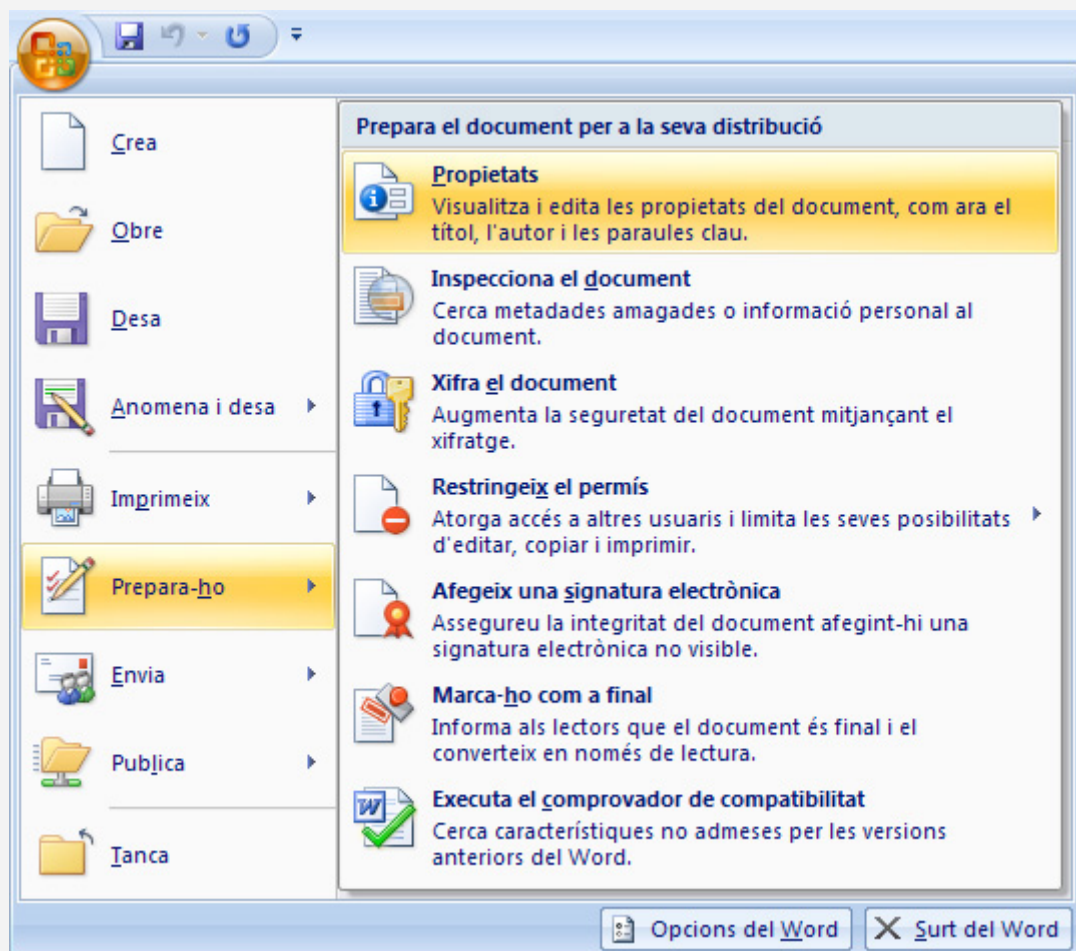 Crea
Obre
Desa
Anomena i desa
Imprimeix
Prepara-ho
Envia
Publica
Tanca
Prepara el document per a la seva distribució
Propietats
Visualitza i edita les propietats del document, com ara el
títol, l'autor i les paraules clau.
Inspecciona el document
Cerca metadades amagades o informació personal al
document.
Xifra el document
Augmenta la seguretat del document mitjançant el
xifratge.
Restringeix el permís
Atorga accés a altres usuaris i limita les seves posibilitats
d'editar, copiar i imprimir.
Afegeix una signatura electrònica
Assegureu la integritat del document afegint-hi una
signatura electrònica no visible.
Marca-ho com a final
Informa als lectors que el document és final i el
converteix en només de lectura.
Executa el comprovador de compatibilitat
Cerca característiques no admeses per les versions
anteriors del Word.
Opcions del Word
Surt del Word